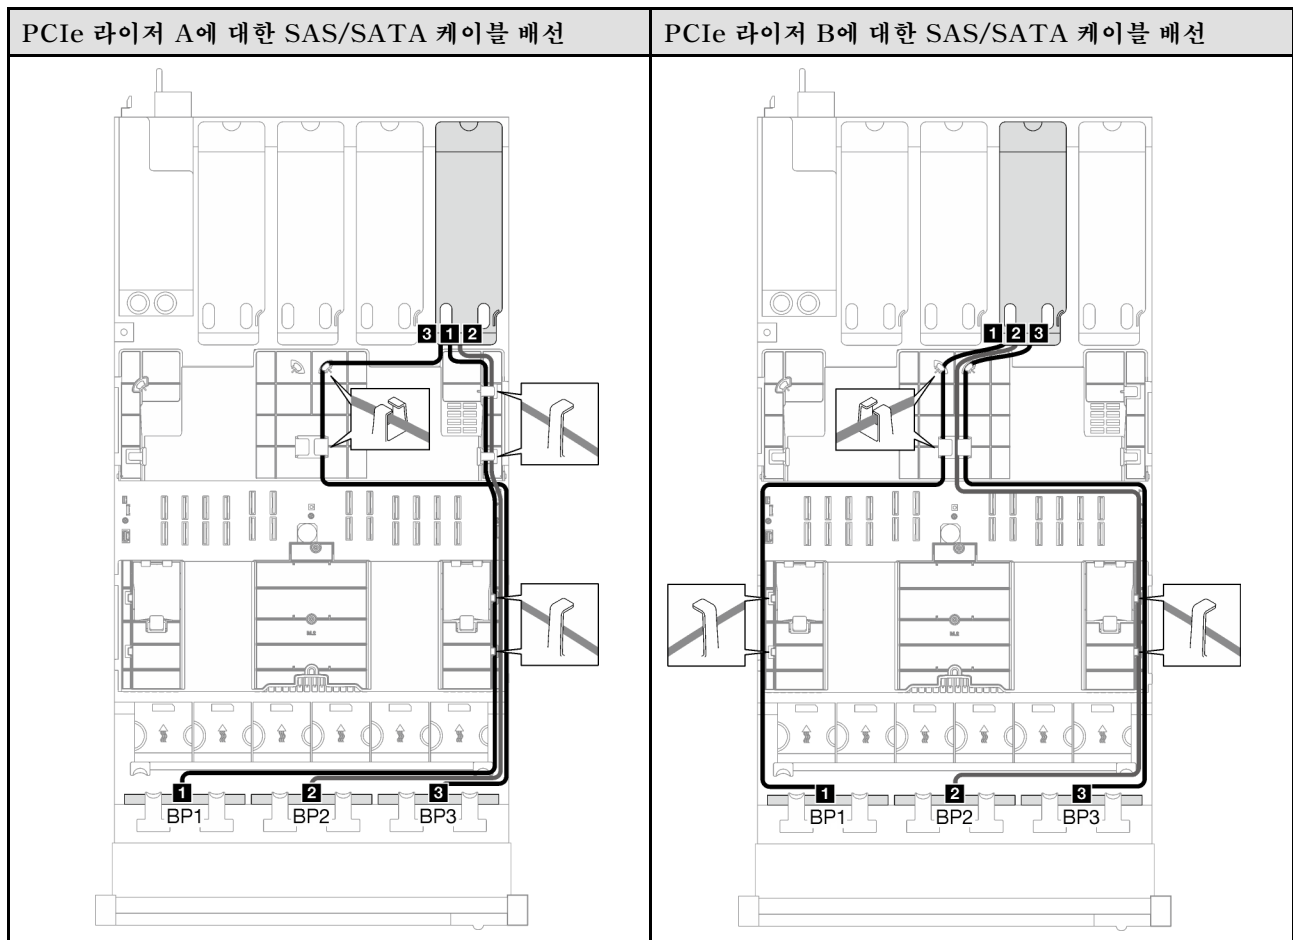 PCIe 라이저 A에 대한 SAS/SATA 케이블 배선
PCIe 라이저 B에 대한 SAS/SATA 케이블 배선
3 1 2
M.2
1 2 3
BP1 BP2 BP3
1 2 3
M.2
1 2 3
BP1 BP2 BP3